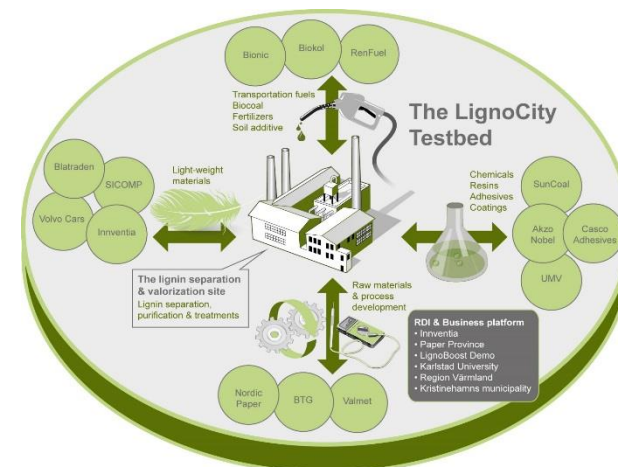 Bionic
Biokol
RenFuel
Transportation fuels
Biocoal
Fertilizers
Soil additive
The LignoCity
Testbed
Blatraden
SICOMP
Volvo Cars
Innventia
Light-weight
materials
Chemicals
Resins
Adhesives
Coatings
SunCoal
Akzo
Nobel
Casco
Adhesives
UMV
The lignin separation
& valorization site
Lignin separation,
purification & treatments
Raw materials
& process
development
RDI & Business platform
• Innventia
• Paper Province
• LignoBoost Demo
• Karlstad University
• Region Värmland
• Kristinehamns municipality
Nordic
Paper
BTG
Valmet